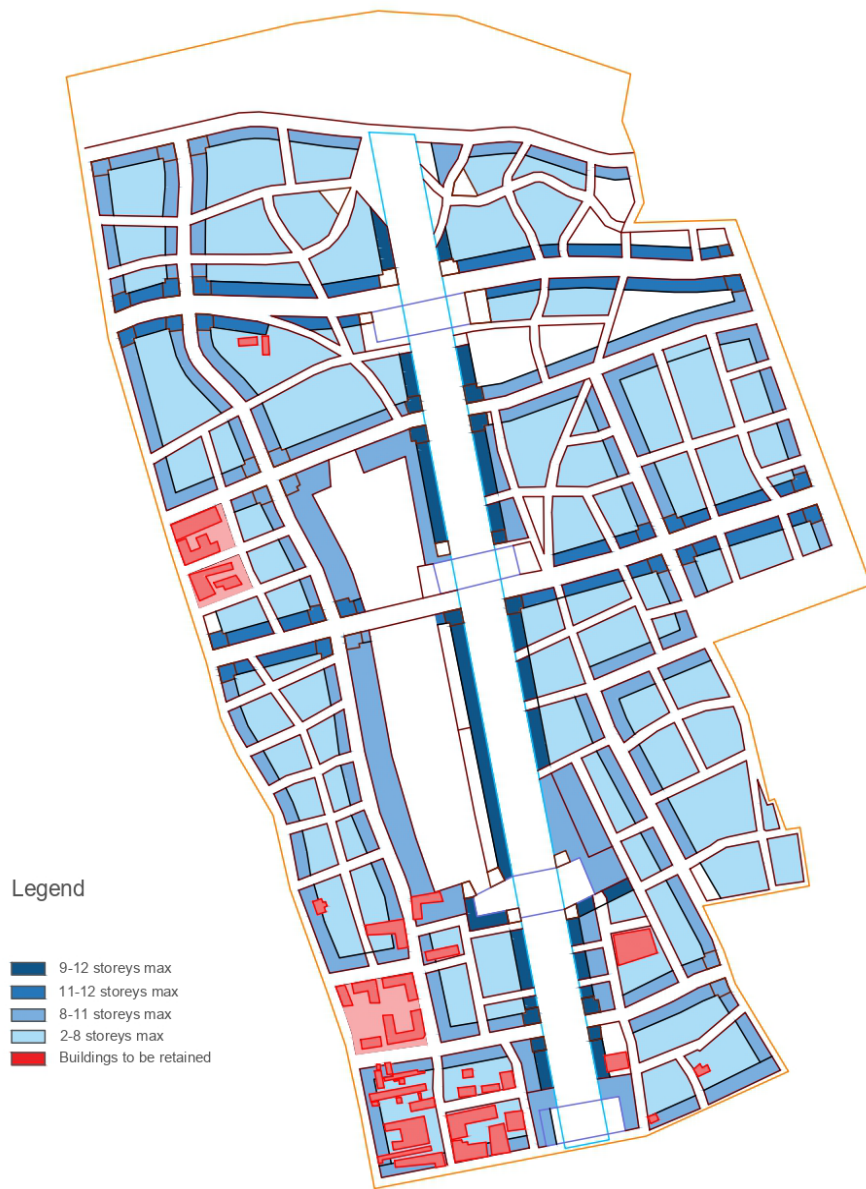 Legend
9-12 storeys max
11-12 storeys max
8-11 storeys max
2-8 storeys max
Buildings to be retained